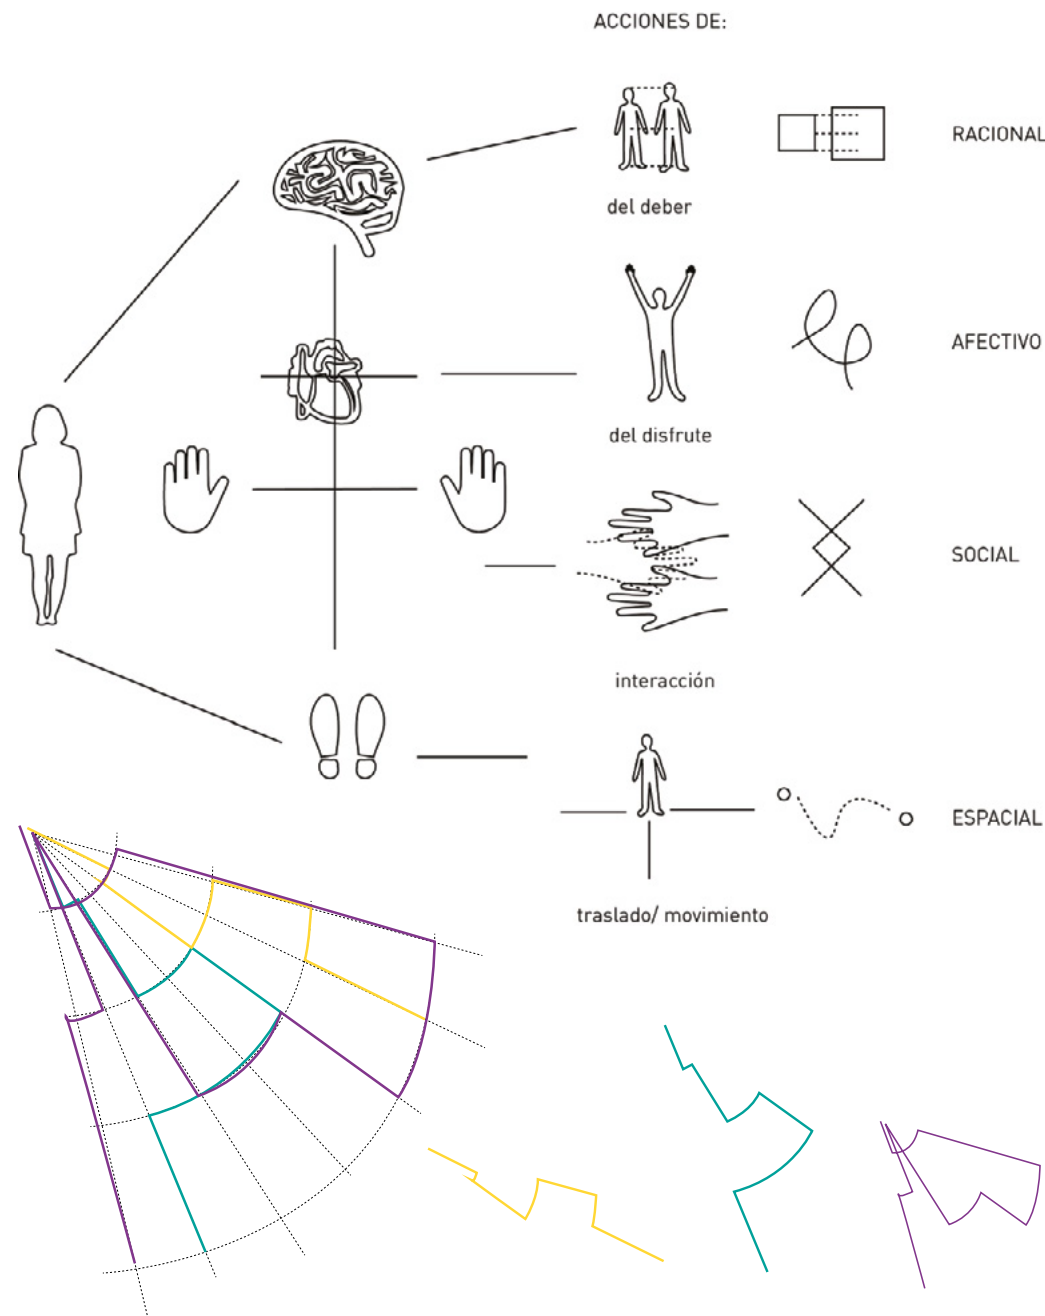 ACCIONES DE:
RACIONAL
del deber
AFECTIVO
del disfrute
SOCIAL
interacción
ESPACIAL
traslado/ movimiento